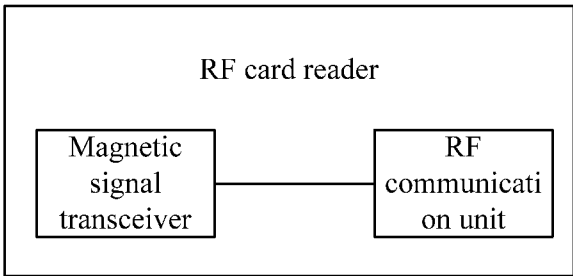 RF card reader
Magnetic
signal
transceiver
RF
communicati
on unit